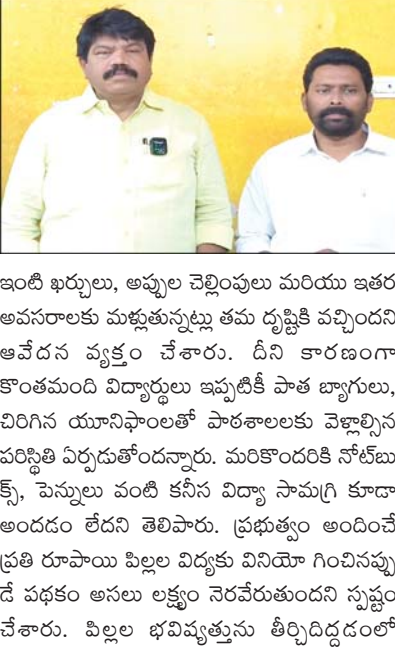 ఇంటి ఖర్చులు, అప్పుల చెల్లింపులు మరియు ఇతర
అవసరాలకు మళ్లుతున్నట్లు తమ దృష్టికి వచ్చిందని
ఆవేదన వ్యక్తం చేశారు. దీని కారణంగా
కొంతమంది విద్యార్థులు ఇప్పటికీ పాత బ్యాగులు,
చిరిగిన యూనిఫాంలతో పాఠశాలలకు వెళ్లాల్సిన
పరిస్థితి ఏర్పడుతోందన్నారు. మరికొందరికి నోట్‌బు
క్స్, పెన్నులు వంటి కనీస విద్యా సామగ్రి కూడా
అందడం లేదని తెలిపారు. ప్రభుత్వం అందించే
ప్రతి రూపాయి పిల్లల విద్యకు వినియో గించినప్పు
డే పథకం అసలు లక్ష్యం నెరవేరుతుందని స్పష్టం
చేశారు. పిల్లల భవిష్యత్తును తీర్చిదిద్దడంలో